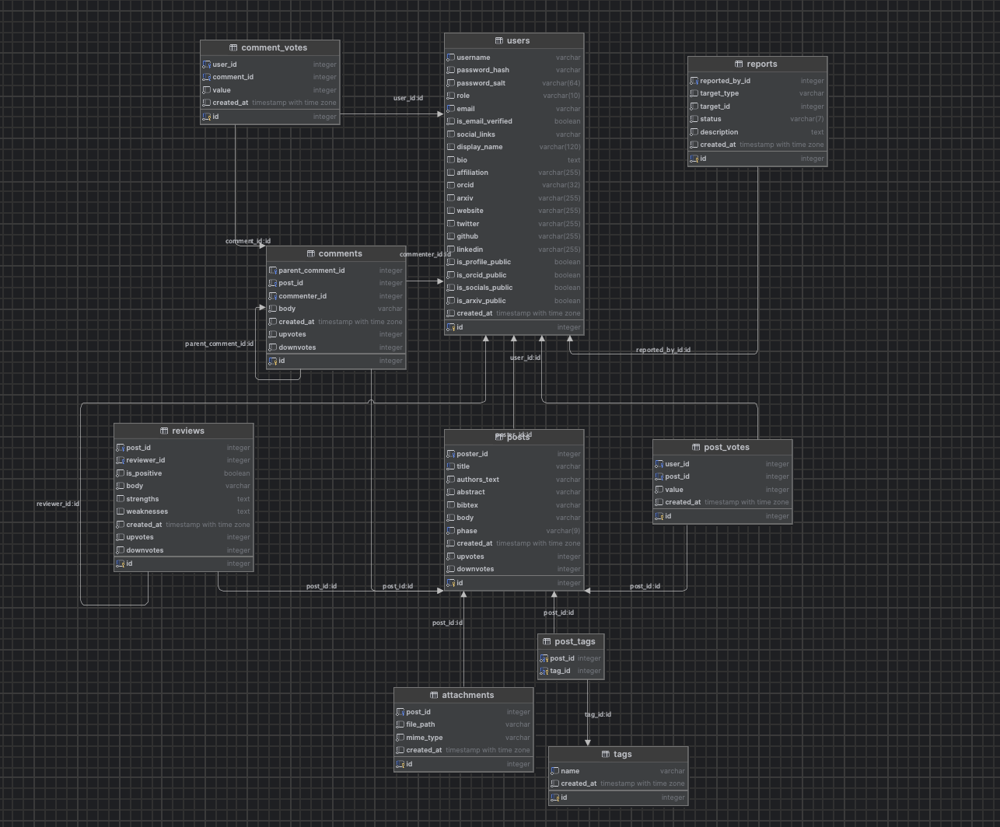 comment_votes
user_id integer
comment_id integer
value integer
created_at timestamp with time zone
id integer
users
username varchar
password_hash varchar
password_salt varchar(64)
role varchar(10)
email varchar
is_email_verified boolean
social_links varchar
display_name varchar(120)
bio text
affiliation varchar(255)
orcid varchar(32)
arxiv varchar(255)
website varchar(255)
twitter varchar(255)
github varchar(255)
linkedin varchar(255)
is_profile_public boolean
is_orcid_public boolean
is_socials_public boolean
is_arxiv_public boolean
created_at timestamp with time zone
id integer
reports
reported_by_id integer
target_type varchar
target_id integer
status varchar(7)
description text
created_at timestamp with time zone
id integer
user_id:id
comment_id:id
commenter_id:id
comments
parent_comment_id integer
post_id integer
commenter_id integer
body varchar
created_at timestamp with time zone
upvotes integer
downvotes integer
id integer
parent_comment_id:id
user_id:id
reported_by_id:id
reviews
post_id integer
reviewer_id integer
is_positive boolean
body varchar
strengths text
weaknesses text
created_at timestamp with time zone
upvotes integer
downvotes integer
id integer
reviewer_id:id
poster_id:id
posts
poster_id integer
title varchar
authors_text varchar
abstract varchar
bibtex varchar
body varchar
phase varchar(9)
created_at timestamp with time zone
upvotes integer
downvotes integer
id integer
post_votes
user_id integer
post_id integer
value integer
created_at timestamp with time zone
id integer
post_id:id
post_id:id
post_id:id
post_id:id
post_id:id
post_tags
post_id integer
tag_id integer
attachments
post_id integer
file_path varchar
mime_type varchar
created_at timestamp with time zone
id integer
tag_id:id
tags
name varchar
created_at timestamp with time zone
id integer